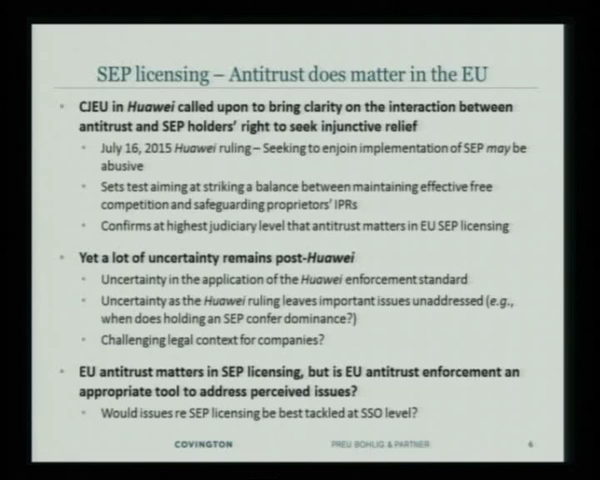 SEP licensing – Antitrust does matter in the EU
• CJEU in Huawei called upon to bring clarity on the interaction between
antitrust and SEP holders' right to seek injunctive relief
• July 16, 2015 Huawei ruling – Seeking to enjoin implementation of SEP may be
abusive
• Sets test aiming at striking a balance between maintaining effective free
competition and safeguarding proprietors' IPRs
• Confirms at highest judiciary level that antitrust matters in EU SEP licensing
• Yet a lot of uncertainty remains post-Huawei
• Uncertainty in the application of the Huawei enforcement standard
• Uncertainty as the Huawei ruling leaves important issues unaddressed (e.g.,
when does holding an SEP confer dominance?)
• Challenging legal context for companies?
• EU antitrust matters in SEP licensing, but is EU antitrust enforcement an
appropriate tool to address perceived issues?
• Would issues re SEP licensing be best tackled at SSO level?
COVINGTON PREU BOHLIG & PARTNER 6